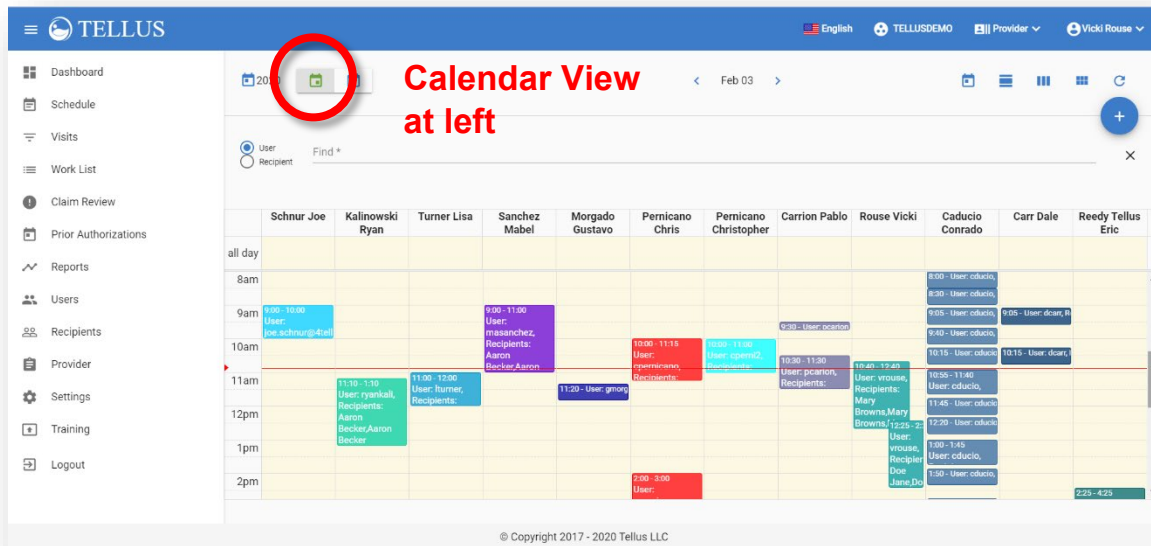 TELLUS
English
TELLUSDEMO
Provider
Vicki Rouse
Dashboard
Schedule
Visits
Work List
Claim Review
Prior Authorizations
Reports
Users
Recipients
Provider
Settings
Training
Logout
Calendar View
at left
Feb 03
User
Recipient
Find *
Schnur Joe
Kalinowski
Ryan
Turner Lisa
Sanchez
Mabel
Morgado
Gustavo
Pernicano
Chris
Pernicano
Christopher
Carrion Pablo
Rouse Vicki
Caducio
Conrado
Carr Dale
Reedy Tellus
Eric
all day
8am
9am
10am
11am
12pm
1pm
2pm
9:00 - 10:00
User:
joe.schnur@4tell
11:10 - 1:10
User: ryankali,
Recipients:
Aaron
Becker,Aaron
Becker
11:00 - 12:00
User: lturner,
Recipients:
9:00 - 11:00
User:
masanchez,
Recipients:
Aaron
Becker,Aaron
11:20 - User: gmorg
10:00 - 11:15
User:
cpernicano,
Recipients:
2:00 - 3:00
User:
10:00 - 11:00
User: cperni2,
Recipients:
9:30 - User: pcarion
10:30 - 11:30
User: pcarion,
Recipients:
10:40 - 12:40
User: vrouse,
Recipients:
Mary
Browns,Mary
Browns,
12:25 - 2:
User:
vrouse,
Recipier
Doe
Jane,Do
8:00 - User: cducio,
8:30 - User: cducio,
9:05 - User: cducio,
9:40 - User: cducio,
10:15 - User: cducio
10:55 - 11:40
User: cducio,
11:45 - User: cducio
12:20 - User: cducio
1:00 - 1:45
User: cducio,
1:50 - User: cducio,
9:05 - User: dcarr, R
10:15 - User: dcarr,
2:25 - 4:25
© Copyright 2017 - 2020 Tellus LLC